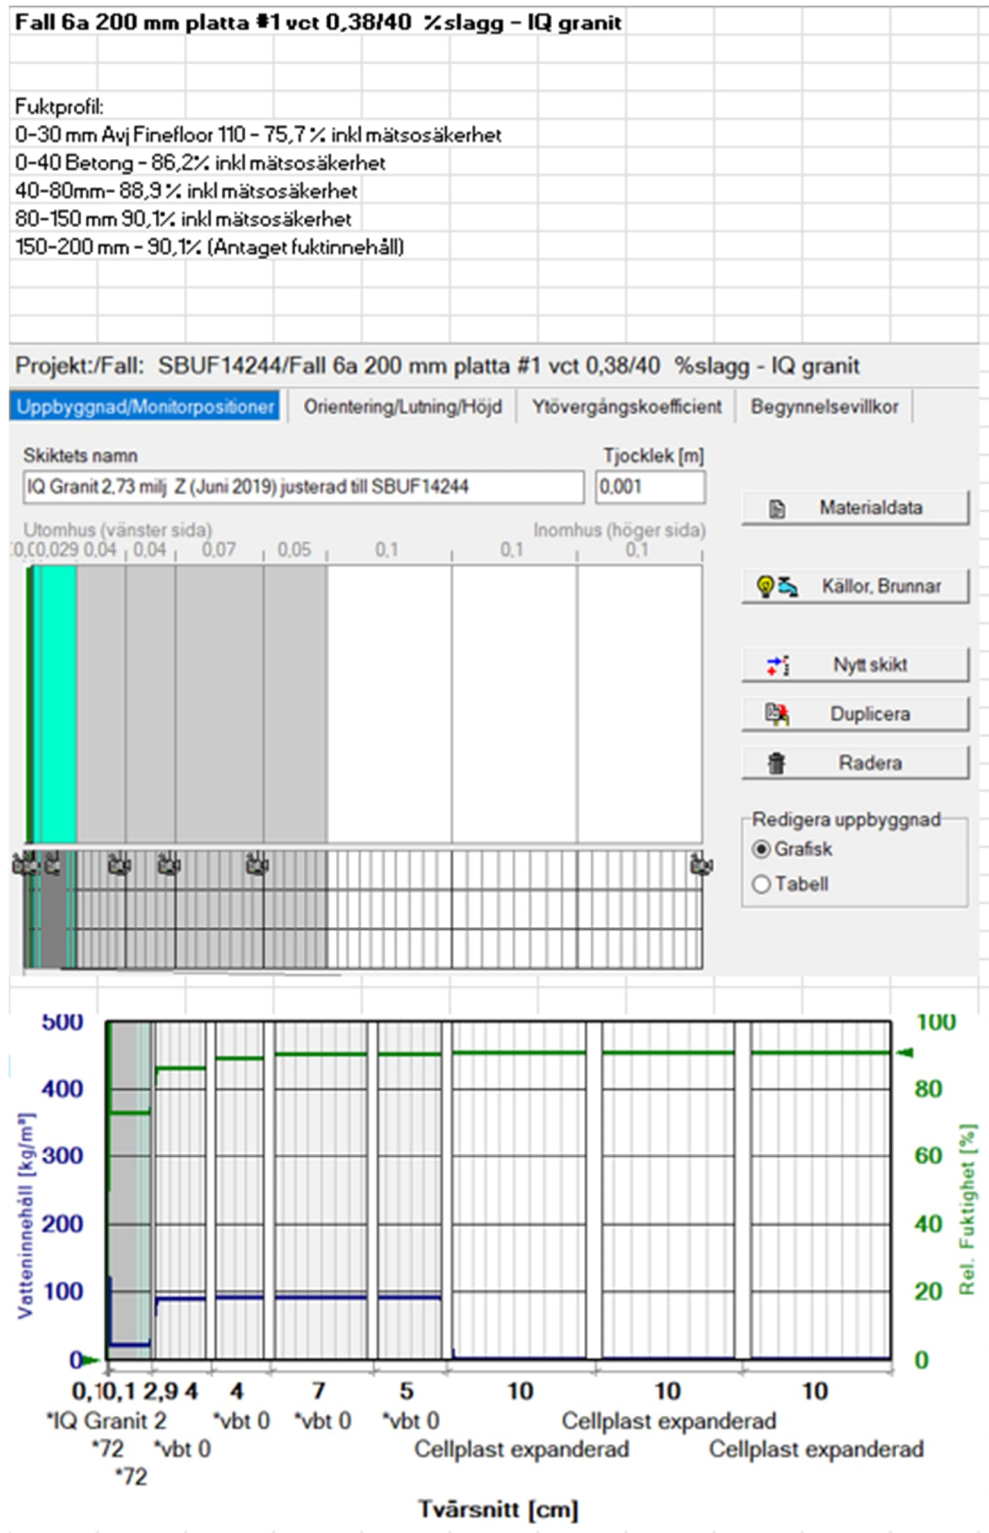 Fall 6a 200 mm platta #1 vct 0,38/40 %slagg - IQ granit
Fuktprofil:
0-30 mm Avj Finefloor 110 - 75,7 % inkl mätsosäkerhet
0-40 Betong - 86,2% inkl mätsosäkerhet
40-80mm- 88,9 % inkl mätsosäkerhet
80-150 mm 90,1% inkl mätsosäkerhet
150-200 mm - 90,1% (Antaget fuktinnehåll)
Projekt:/Fall: SBUF14244/Fall 6a 200 mm platta #1 vct 0,38/40 %slagg - IQ granit
Uppbyggnad/Monitorpositioner Orientering/Lutning/Höjd Ytövergångskoefficient Begynnelsevillkor
Skiktets namn Tjocklek [m]
IQ Granit 2,73 milj Z (Juni 2019) justerad till SBUF14244 0,001
Materialdata
Utomhus (vänster sida) Inomhus (höger sida)
0,029 0,04 0,04 0,07 0,05 0,1 0,1 0,1
Källor, Brunnar
Nytt skikt
Duplicera
Radera
Redigera uppbyggnad
Grafisk
Tabell
500 100
400 80
300 60
200 40
100 20
0 0
Vatteninnehåll [kg/m³]
Rel. Fuktighet [%]
0,1 0,1 2,9 4 4 7 5 10 10 10
*IQ Granit 2 *vbt 0 *vbt 0 *vbt 0 Cellplast expanderad
*72 *vbt 0 Cellplast expanderad Cellplast expanderad
*72
Tvärsnitt [cm]